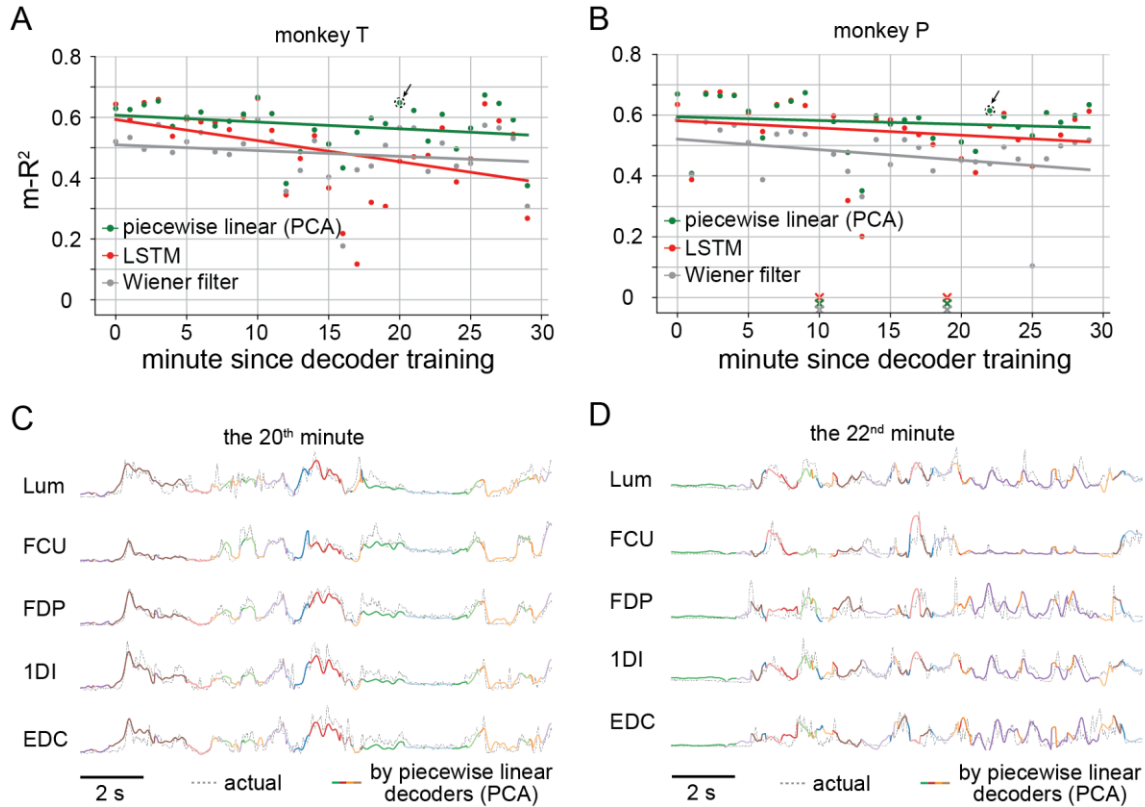 A
monkey T
m-R²
0.8
0.6
0.4
0.2
0
piecewise linear (PCA)
LSTM
Wiener filter
0 5 10 15 20 25 30
minute since decoder training
B
monkey P
0.8
0.6
0.4
0.2
0
piecewise linear (PCA)
LSTM
Wiener filter
0 5 10 15 20 25 30
minute since decoder training
C
the 20th minute
Lum
FCU
FDP
1DI
EDC
2 s
actual
by piecewise linear
decoders (PCA)
D
the 22nd minute
Lum
FCU
FDP
1DI
EDC
2 s
actual
by piecewise linear
decoders (PCA)